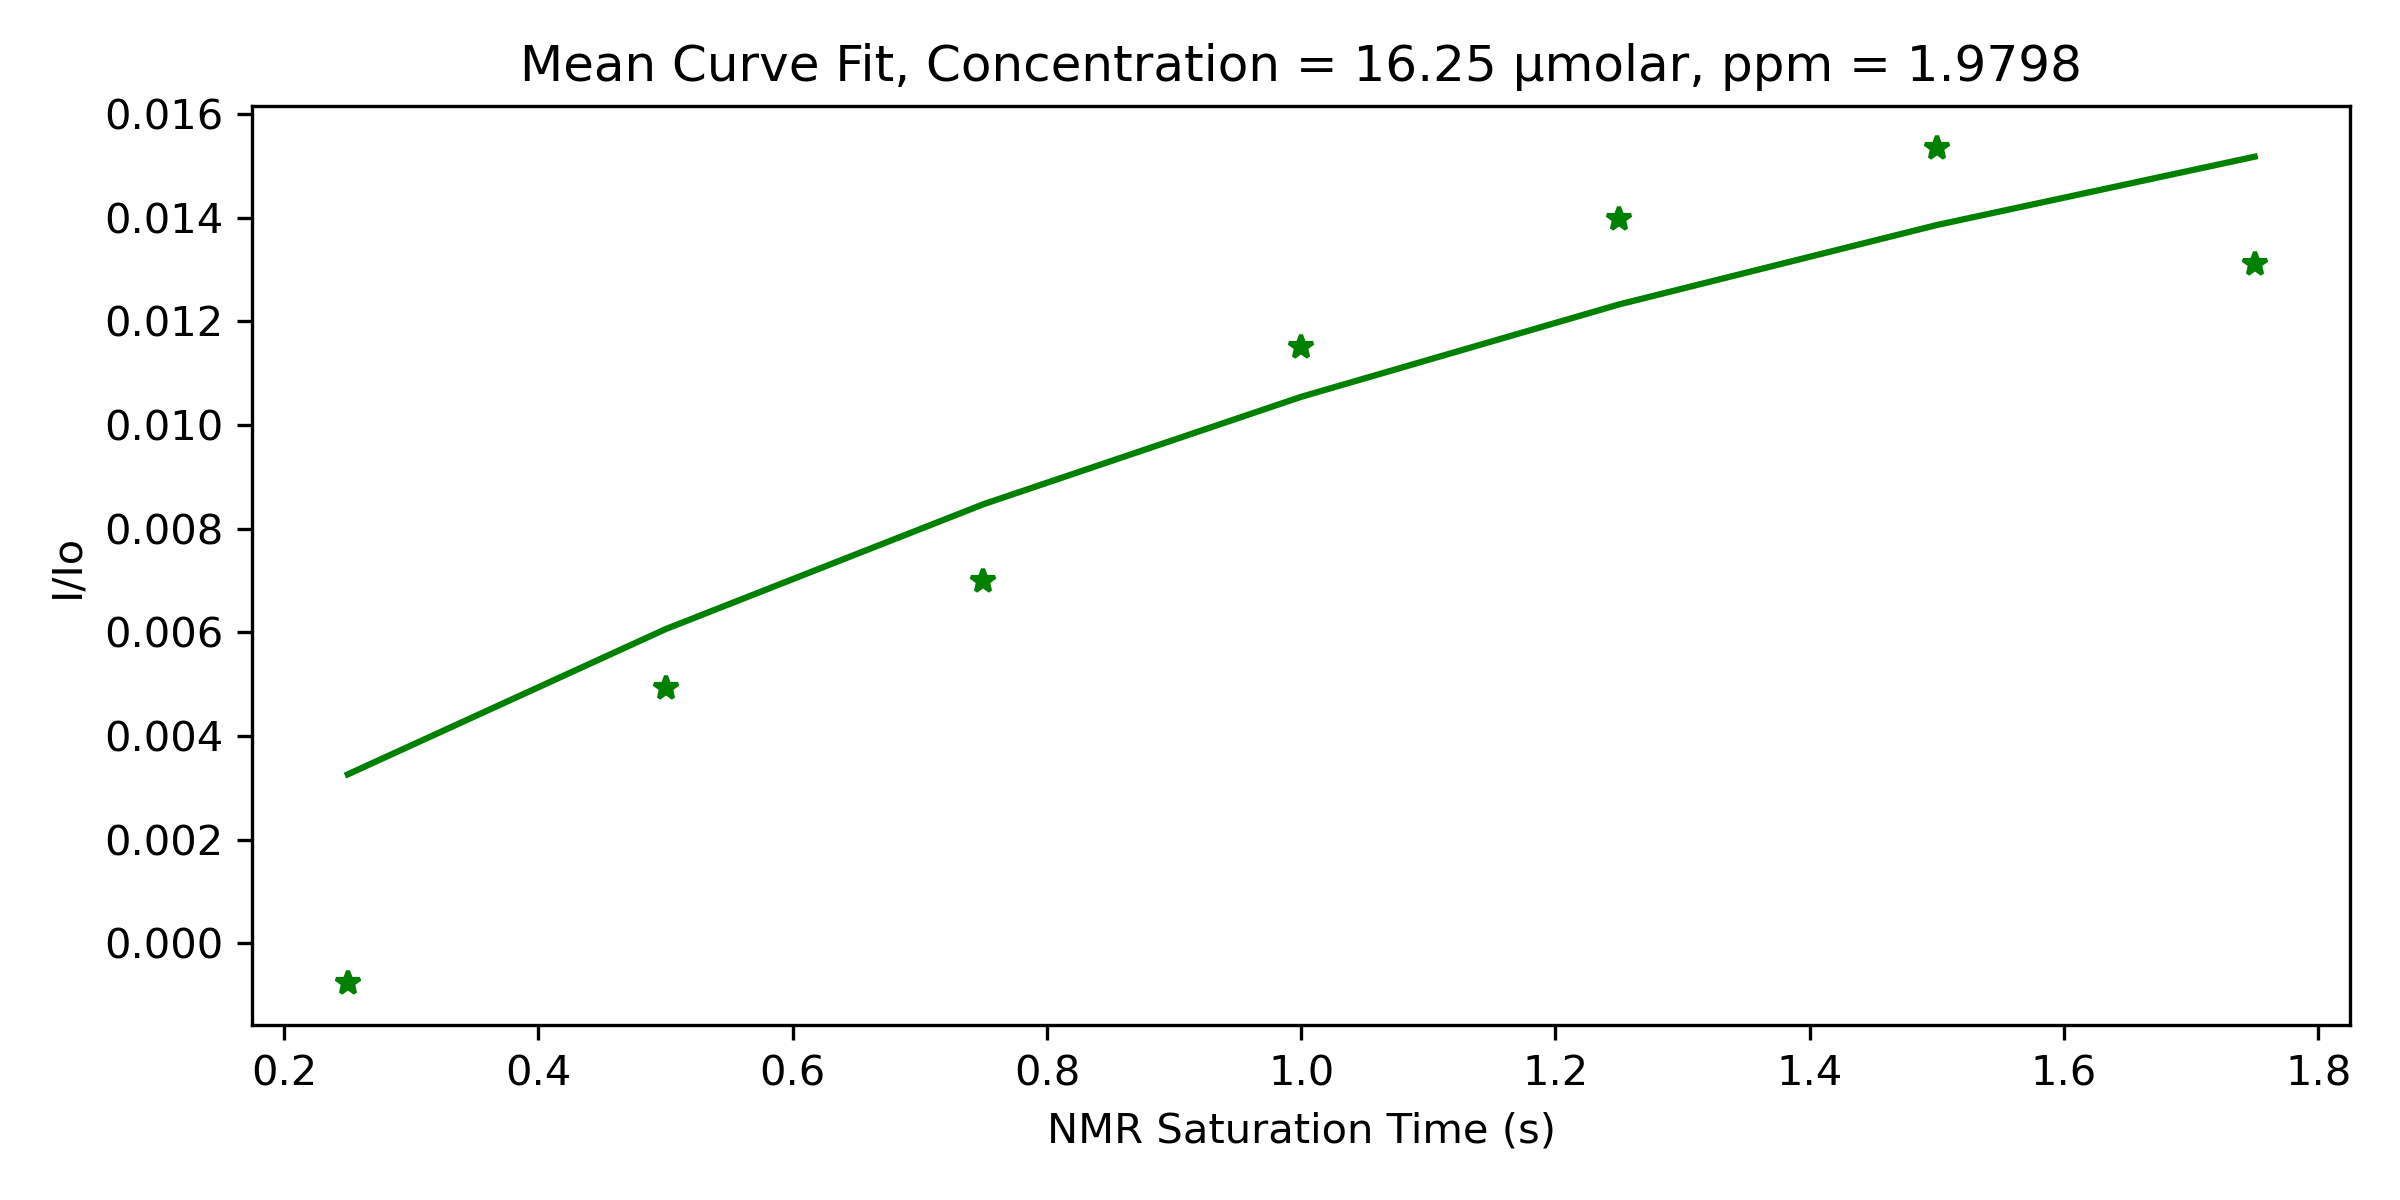 Mean Curve Fit, Concentration = 16.25 µmolar, ppm = 1.9798
0.016
0.014
0.012
0.010
0.008
0.006
0.004
0.002
0.000
I/Io
0.2 0.4 0.6 0.8 1.0 1.2 1.4 1.6 1.8
NMR Saturation Time (s)